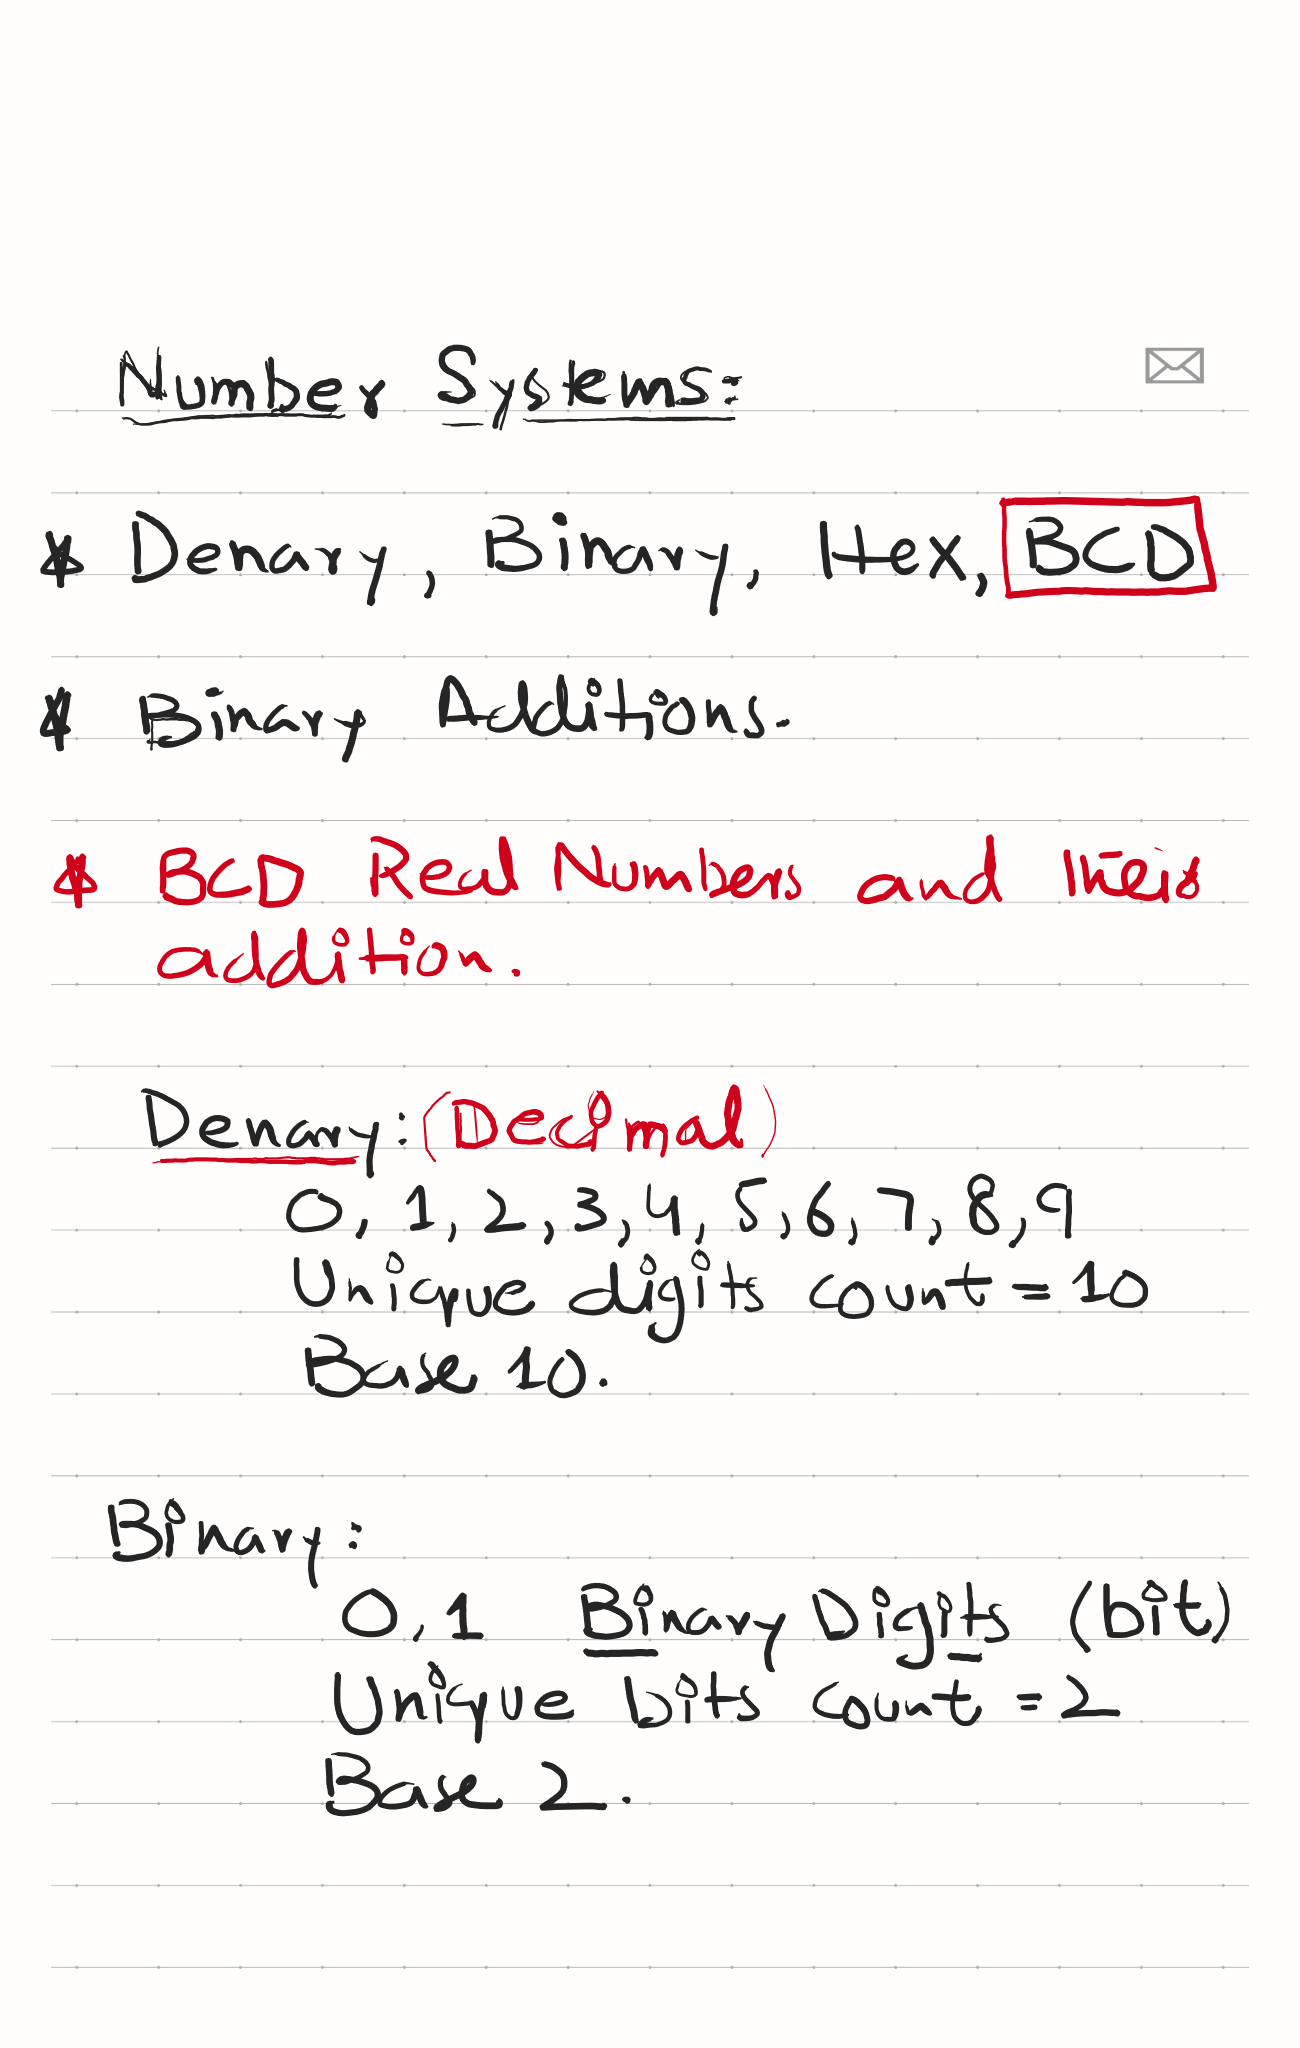 Number Systems:
* Denary, Binary, Hex, BCD
* Binary Additions.
* BCD Real Numbers and their
addition.
Denary: (Decimal)
0, 1, 2, 3, 4, 5, 6, 7, 8, 9
Unique digits count = 10
Base 10.
Binary:
0, 1 Binary Digits (bit)
Unique bits count = 2
Base 2.